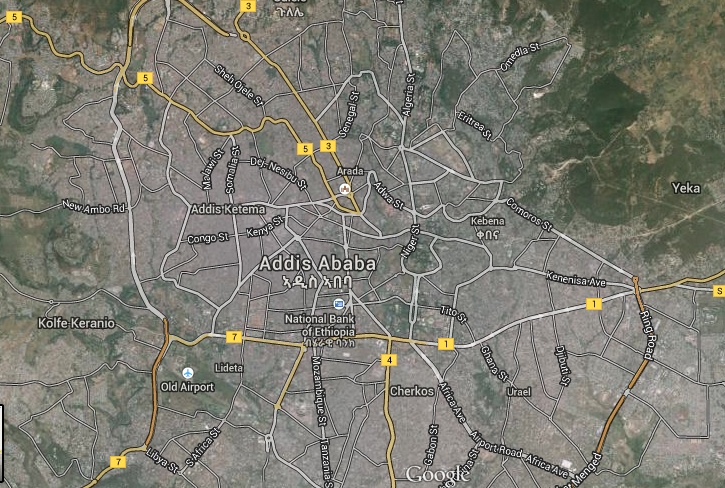 5
3
ጉለሌ
Omedla St
5
Sheh Ojele St
Algeria St
Senegal St
Eritrea St
5
3
Malawi St
Somalia St
Dej-Nesibu St
Arada
Adwa St
Yeka
New Ambo Rd
Addis Ketema
Comoros St
Kebena
ቀበና
Congo St
Kenya St
Niger St
Addis Ababa
አዲስ አበባ
Kenenisa Ave
S
1
National Bank
of Ethiopia
Tito St
Ring Road
Kolfe Keranio
7
1
Ghana St
Djibuti St
4
Lideta
Old Airport
Mozambique St
Cherkos
Africa Ave
Urael
7
Libya St
S Africa St
Tanzania St
Gabon St
Airport Road - Africa Ave
Menged
Google